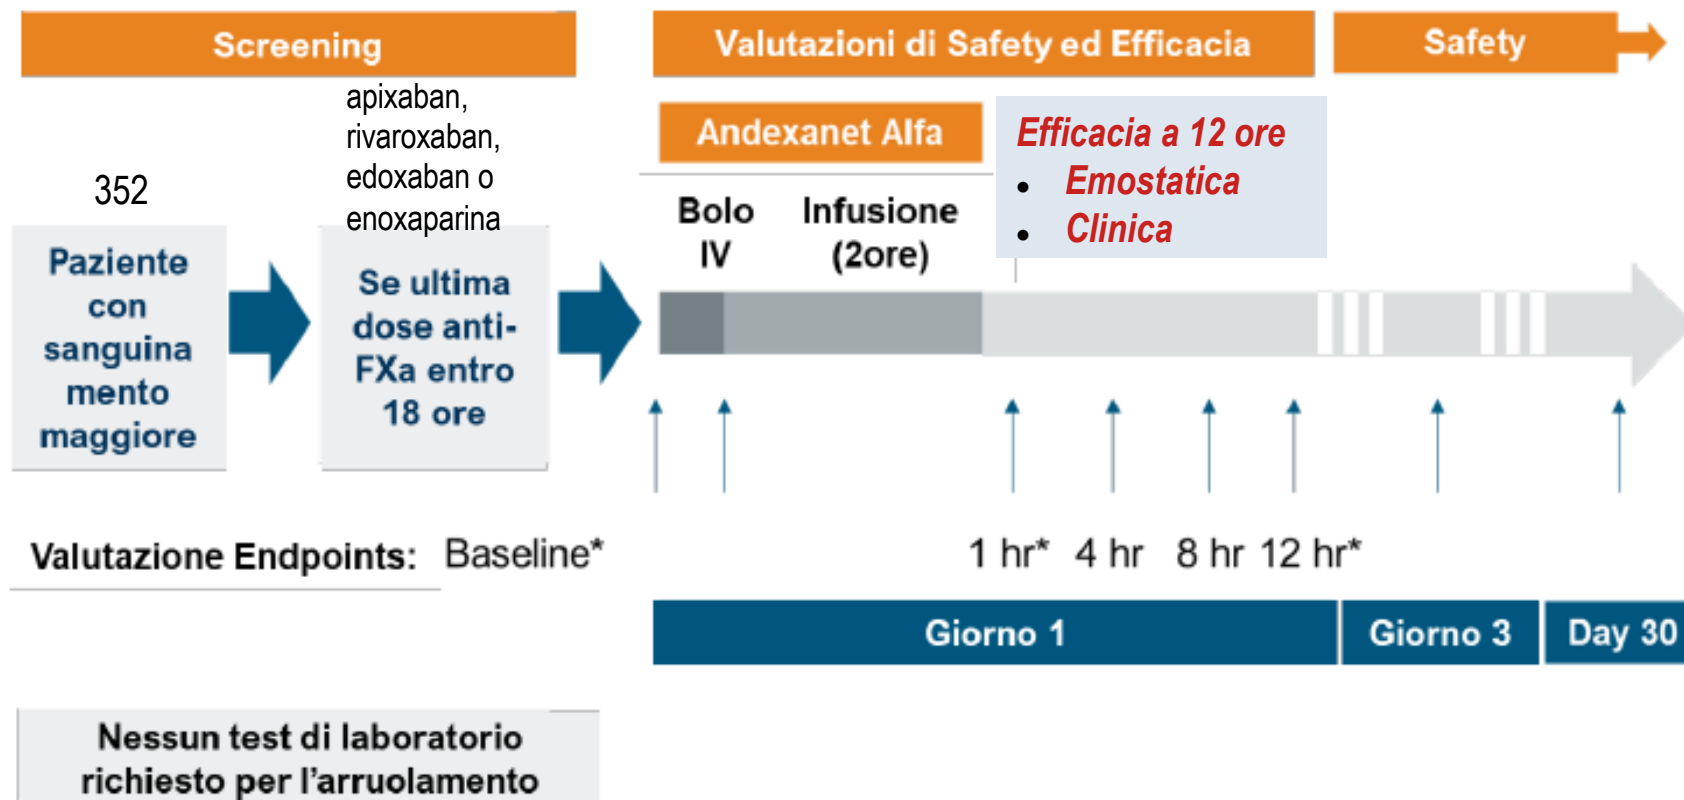 Screening
Valutazioni di Safety ed Efficacia
Safety
apixaban,
rivaroxaban,
edoxaban o
enoxaparina
352
Paziente
con
sanguina
mento
maggiore
Se ultima
dose anti-
FXa entro
18 ore
Andexanet Alfa
Bolo
IV
Infusione
(2ore)
Efficacia a 12 ore
• Emostatica
• Clinica
Valutazione Endpoints: Baseline*
1 hr* 4 hr 8 hr 12 hr*
Giorno 1
Giorno 3
Day 30
Nessun test di laboratorio
richiesto per l'arruolamento